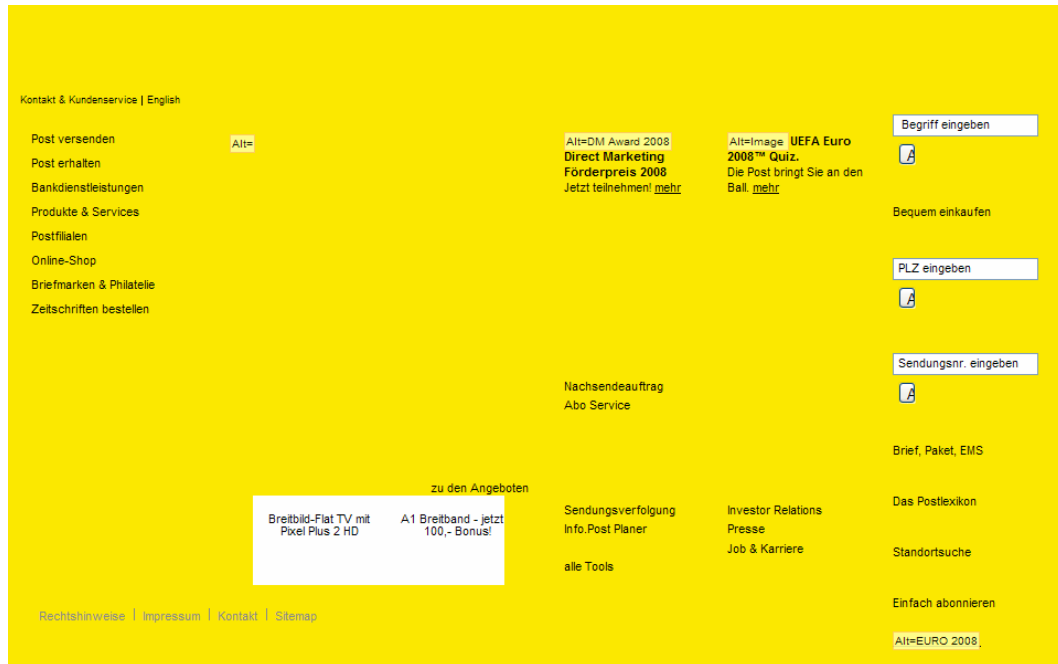 Kontakt & Kundenservice | English
Post versenden
Post erhalten
Bankdienstleistungen
Produkte & Services
Postfilialen
Online-Shop
Briefmarken & Philatelie
Zeitschriften bestellen
Alt=
Alt=DM Award 2008
Direct Marketing
Förderpreis 2008
Jetzt teilnehmen! mehr
Alt=Image UEFA Euro
2008™ Quiz.
Die Post bringt Sie an den
Ball. mehr
Nachsendeauftrag
Abo Service
zu den Angeboten
Breitbild-Flat TV mit
Pixel Plus 2 HD
A1 Breitband - jetzt
100,- Bonus!
Sendungsverfolgung
Info.Post Planer
alle Tools
Investor Relations
Presse
Job & Karriere
Begriff eingeben
A
Bequem einkaufen
PLZ eingeben
A
Sendungsnr. eingeben
A
Brief, Paket, EMS
Das Postlexikon
Standortsuche
Einfach abonnieren
Alt=EURO 2008.
Rechtshinweise | Impressum | Kontakt | Sitemap